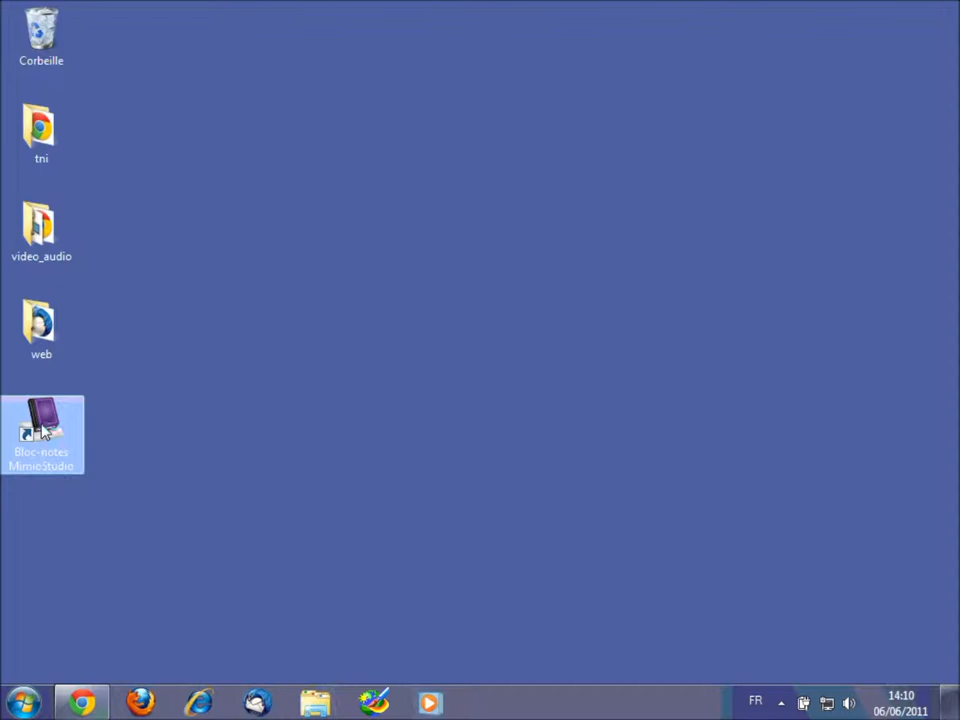 Corbeille
tni
video_audio
web
Bloc-notes
MimioStudio
FR
14:10
06/06/2011